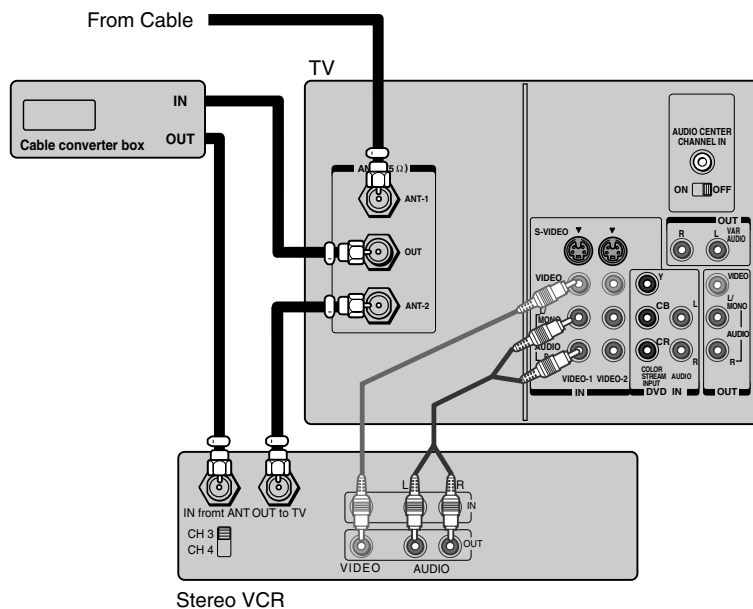 From Cable
TV
IN
OUT
Cable converter box
ANT-1
OUT
ANT-2
AUDIO CENTER
CHANNEL IN
ON OFF
OUT
R L VAR
AUDIO
S-VIDEO
VIDEO
L/
MONO
AUDIO
R
VIDEO-1 VIDEO-2
IN
Y
CB
CR
L
R
COLOR
STREAM
INPUT
AUDIO
DVD IN
VIDEO
L/
MONO
AUDIO
R
OUT
IN fromt ANT OUT to TV
CH 3
CH 4
L R
IN
OUT
VIDEO AUDIO
Stereo VCR